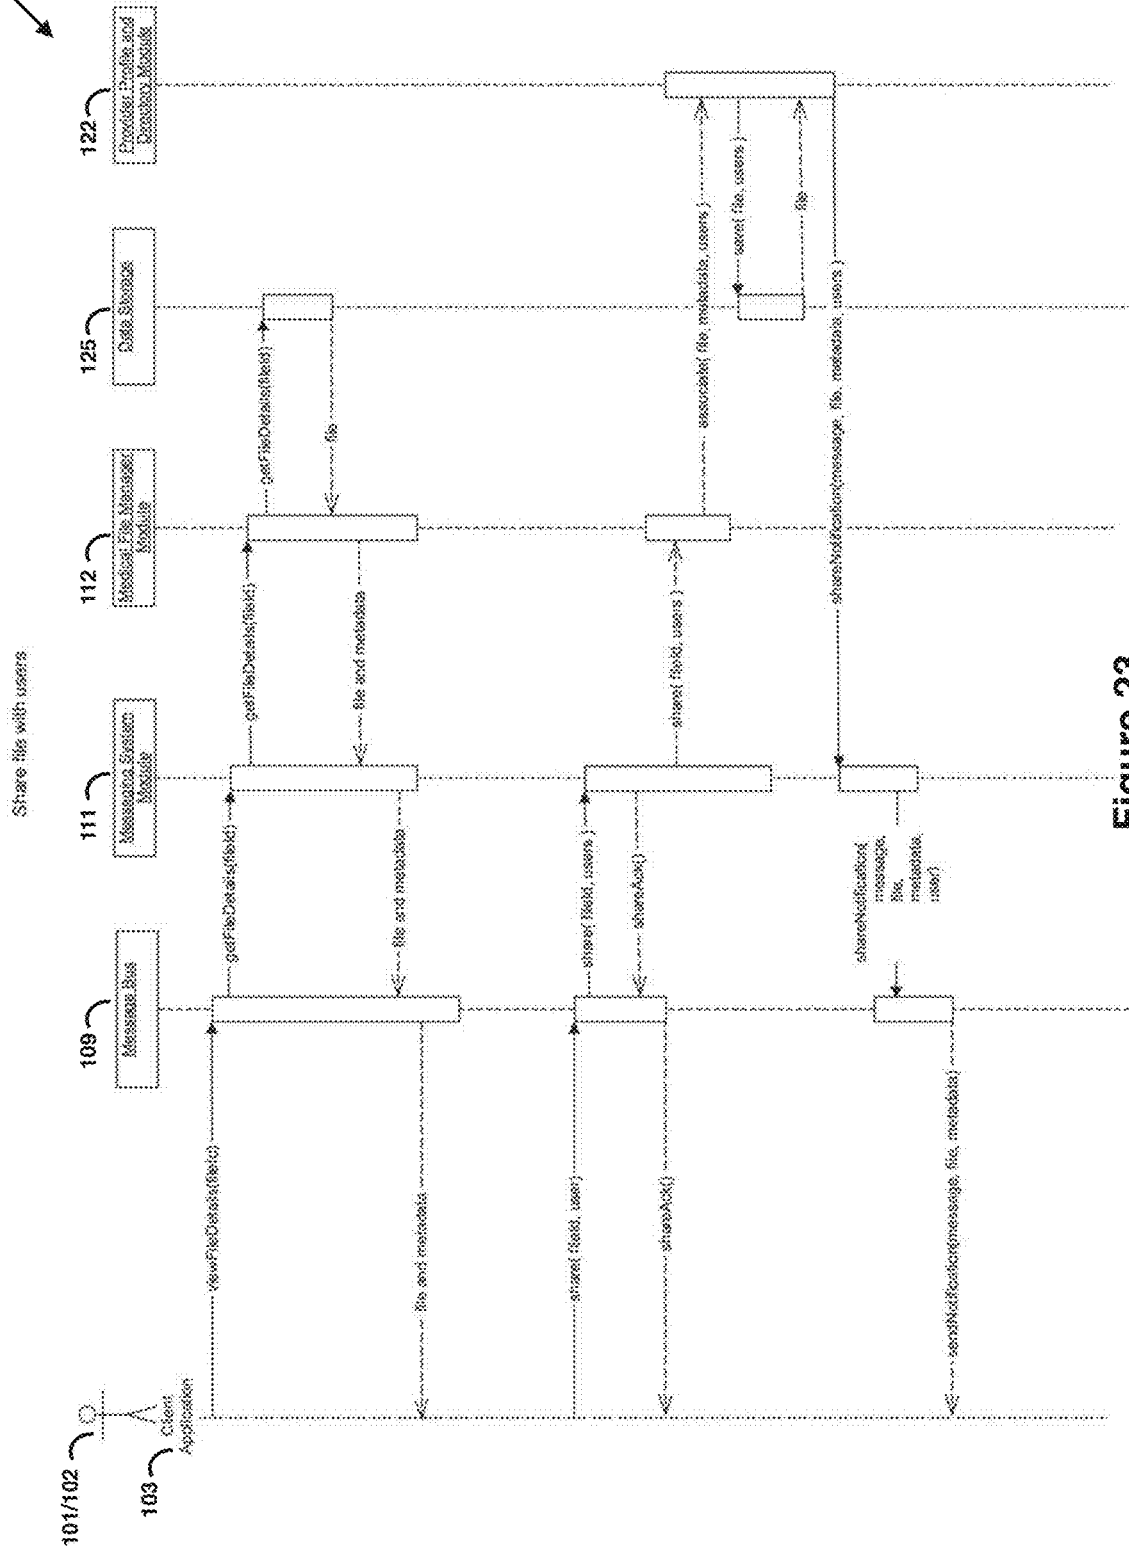 Share file with users
101/102
103
Client
Application
109
Message Bus
111
Messaging System
Module
112
Medical File Manager
Module
125
Data Storage
122
Provider Profile and
Directory Module
viewFileDetails(fileId)
getFileDetails(fileId)
getFileDetails(fileId)
getFileDetails(fileId)
file
file and metadata
file and metadata
file and metadata
share( fileId, user)
share( fileId, users )
shareAck()
shareAck()
share( fileId, users )
associate( file, metadata, users )
save( file, users )
file
shareNotification(message, file, metadata, users )
shareNotification(
message,
file,
metadata,
user)
sendNotification(message, file, metadata)
Figure 23